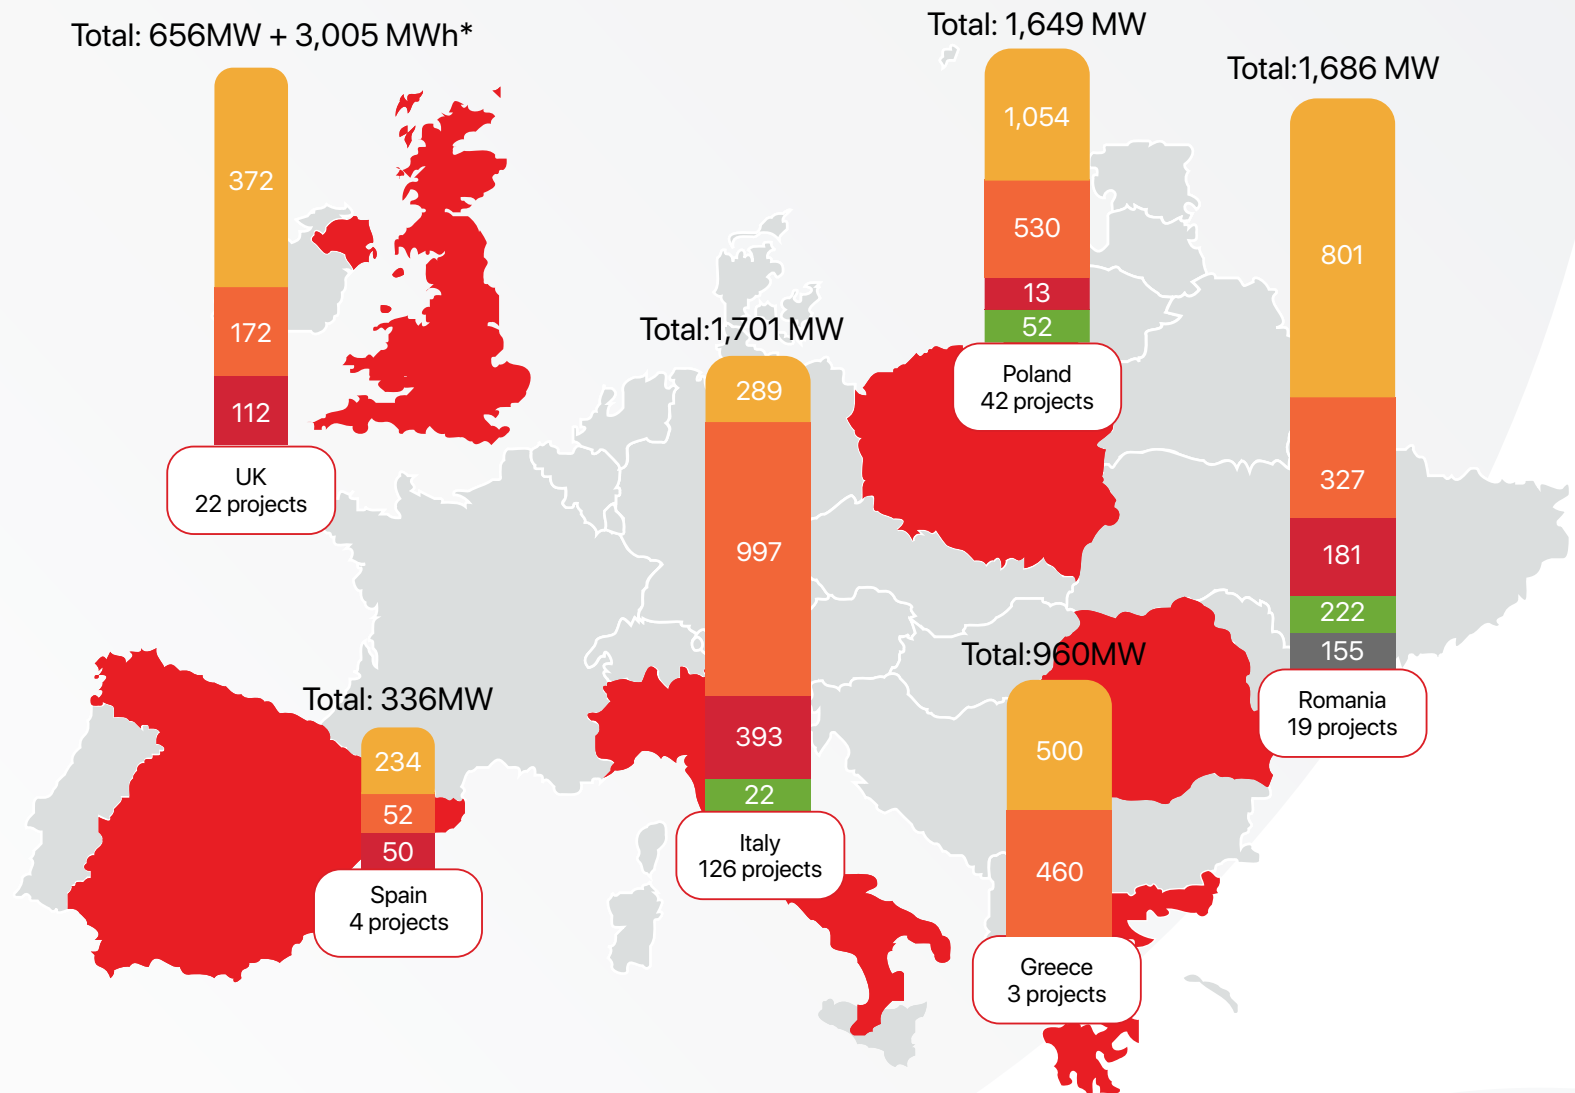 Total: 656MW + 3,005 MWh*
372
172
112
UK
22 projects
Total: 1,649 MW
1,054
530
13
52
Poland
42 projects
Total:1,686 MW
801
327
181
222
155
Romania
19 projects
Total:1,701 MW
289
997
393
22
Italy
126 projects
Total: 336MW
234
52
50
Spain
4 projects
Total:960MW
500
460
Greece
3 projects